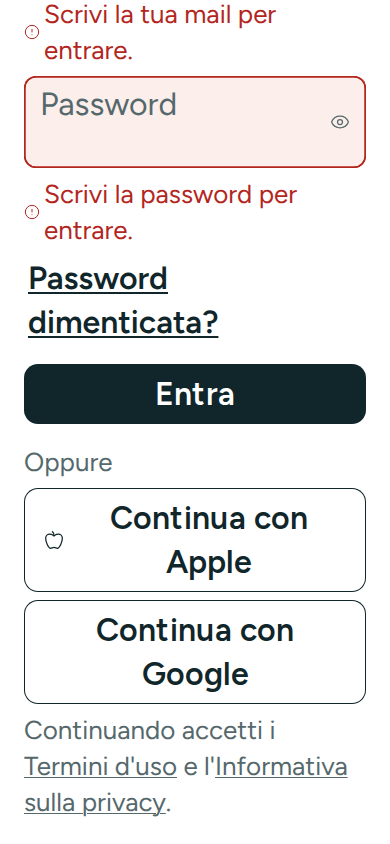 Scrivi la tua mail per
entrare.
Password
Scrivi la password per
entrare.
Password
dimenticata?
Entra
Oppure
Continua con
Apple
Continua con
Google
Continuando accetti i
Termini d'uso e l'Informativa
sulla privacy.